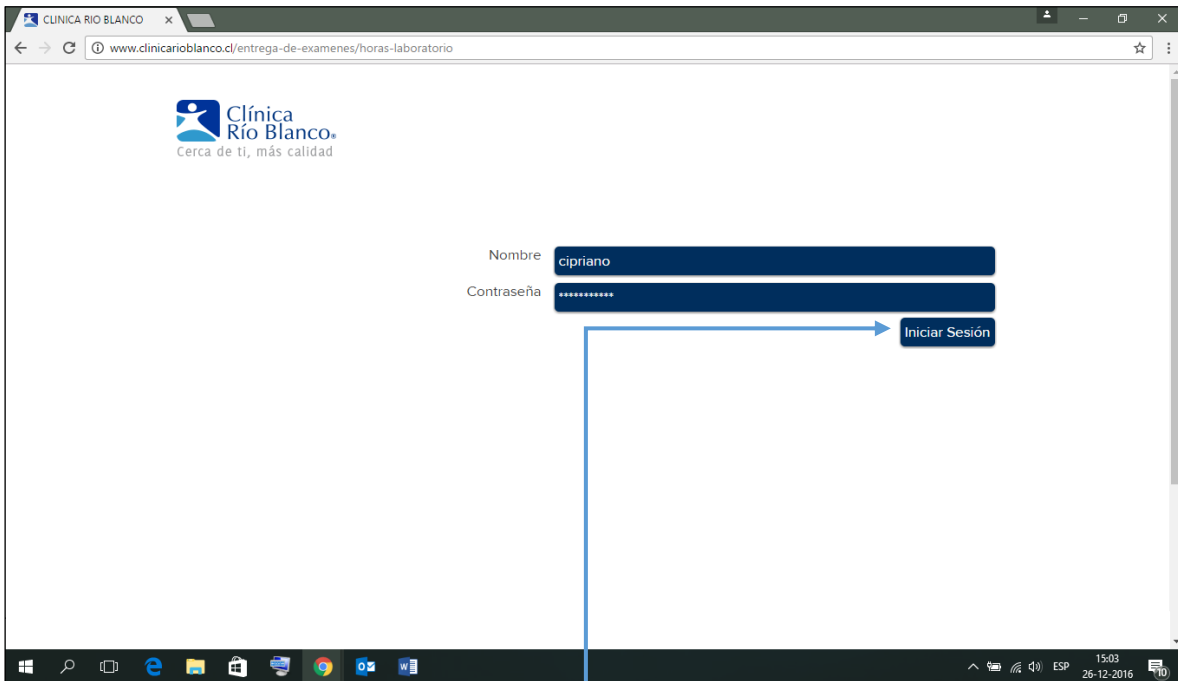 CLINICA RIO BLANCO
www.clinicarioblanco.cl/entrega-de-examenes/horas-laboratorio
Clínica
Río Blanco®
Cerca de ti, más calidad
Nombre
cipriano
Contraseña
***********
Iniciar Sesión
ESP
15:03
26-12-2016
10